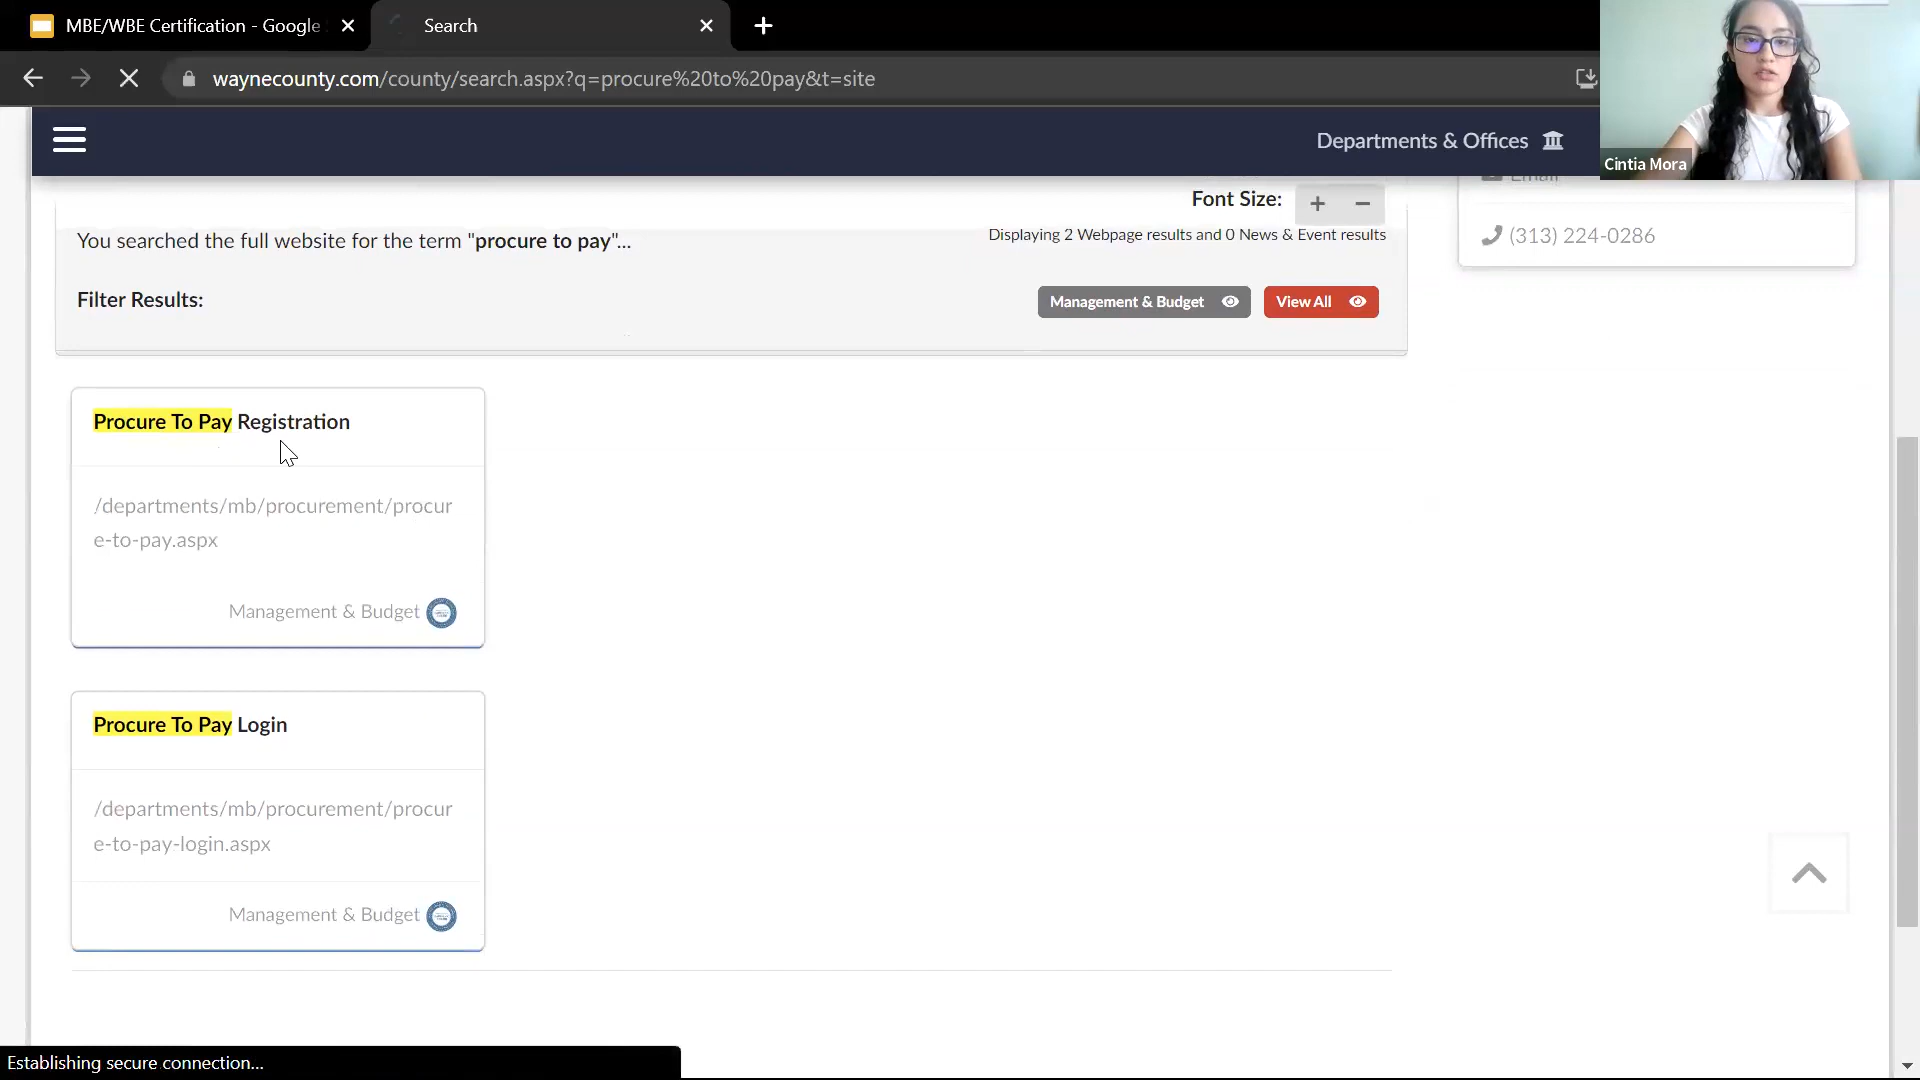 MBE/WBE Certification - Google
Search
waynecounty.com/county/search.aspx?q=procure%20to%20pay&t=site
Departments & Offices
Cintia Mora
Email
(313) 224-0286
Font Size:
+ −
You searched the full website for the term "procure to pay"...
Displaying 2 Webpage results and 0 News & Event results
Filter Results:
Management & Budget
View All
Procure To Pay Registration
/departments/mb/procurement/procur
e-to-pay.aspx
Management & Budget
Procure To Pay Login
/departments/mb/procurement/procur
e-to-pay-login.aspx
Management & Budget
Establishing secure connection...